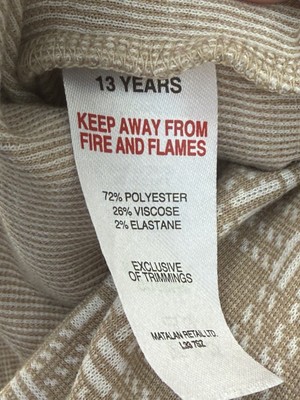 13 YEARS
KEEP AWAY FROM
FIRE AND FLAMES
72% POLYESTER
26% VISCOSE
2% ELASTANE
EXCLUSIVE
OF TRIMMINGS
MATALAN RETAIL LTD.
L33 7SZ